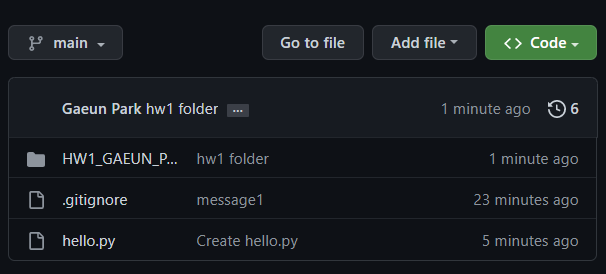 main Go to file Add file Code
Gaeun Park hw1 folder ... 1 minute ago 6
HW1_GAEUN_P... hw1 folder 1 minute ago
.gitignore message1 23 minutes ago
hello.py Create hello.py 5 minutes ago